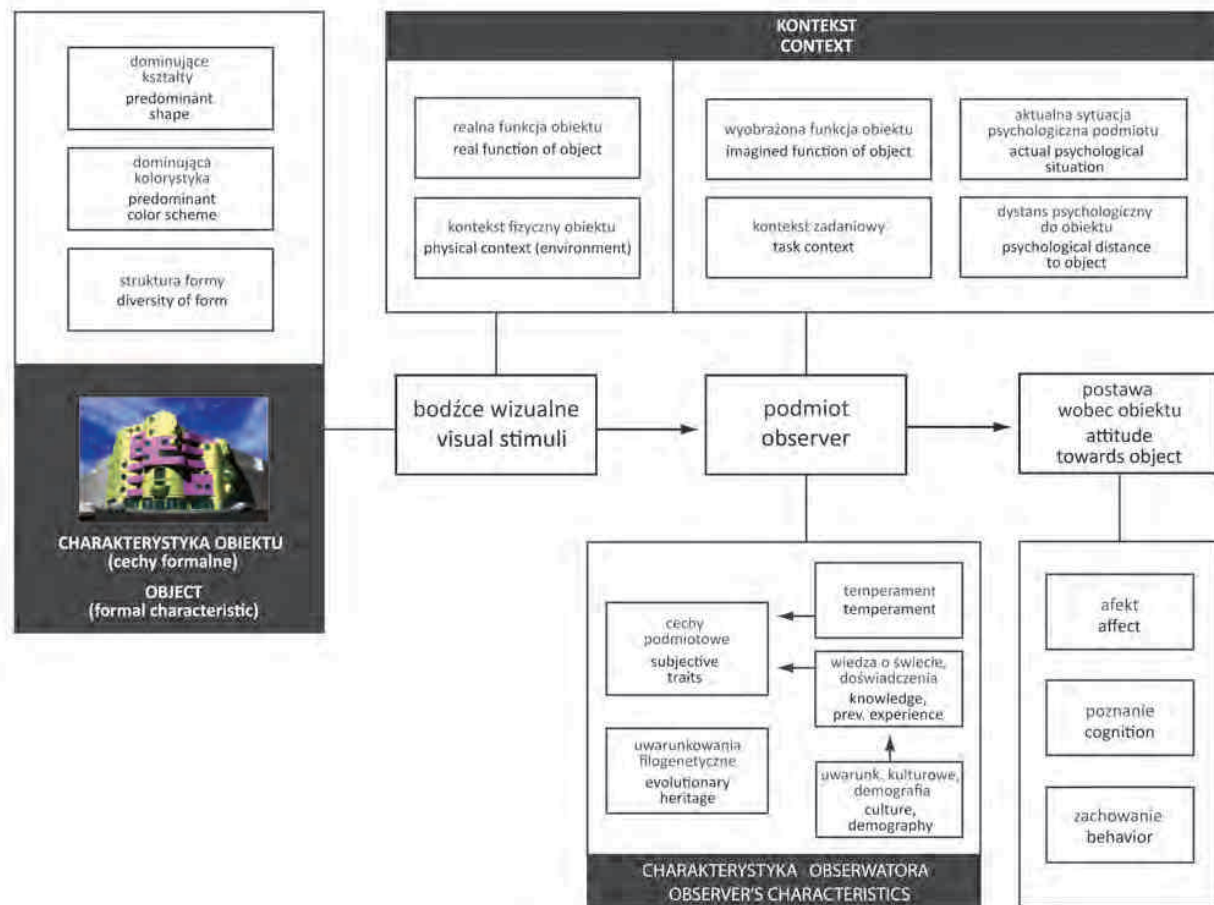 dominujące
kształty
predominant
shape
dominująca
kolorystyka
predominant
color scheme
struktura formy
diversity of form
CHARAKTERYSTYKA OBIEKTU
(cechy formalne)
OBJECT
(formal characteristic)
KONTEKST
CONTEXT
realna funkcja obiektu
real function of object
kontekst fizyczny obiektu
physical context (environment)
wyobrażona funkcja obiektu
imagined function of object
kontekst zadaniowy
task context
aktualna sytuacja
psychologiczna podmiotu
actual psychological
situation
dystans psychologiczny
do obiektu
psychological distance
to object
bodźce wizualne
visual stimuli
podmiot
observer
postawa
wobec obiektu
attitude
towards object
cechy
podmiotowe
subjective
traits
uwarunkowania
filogenetyczne
evolutionary
heritage
temperament
temperament
wiedza o świecie,
doświadczenia
knowledge,
prev. experience
uwarunk. kulturowe,
demografia
culture,
demography
CHARAKTERYSTYKA OBSERWATORA
OBSERVER'S CHARACTERISTICS
afekt
affect
poznanie
cognition
zachowanie
behavior